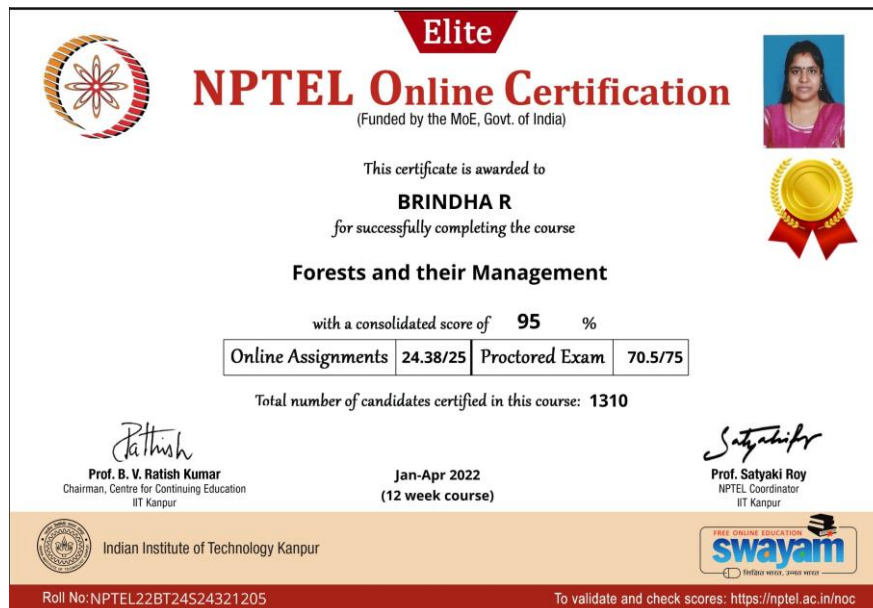 Elite
NPTEL Online Certification
(Funded by the MoE, Govt. of India)
This certificate is awarded to
BRINDHA R
for successfully completing the course
Forests and their Management
with a consolidated score of 95 %
Online Assignments 24.38/25 Proctored Exam 70.5/75
Total number of candidates certified in this course: 1310
Prof. B. V. Ratish Kumar
Chairman, Centre for Continuing Education
IIT Kanpur
Jan-Apr 2022
(12 week course)
Prof. Satyaki Roy
NPTEL Coordinator
IIT Kanpur
Indian Institute of Technology Kanpur
FREE ONLINE EDUCATION
swayam
शिक्षित भारत, उन्नत भारत
Roll No:NPTEL22BT24S24321205
To validate and check scores: https://nptel.ac.in/noc